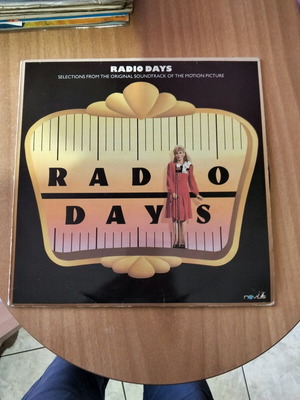 RADIO DAYS
SELECTIONS FROM THE ORIGINAL SOUNDTRACK OF THE MOTION PICTURE
RADIO
DAYS